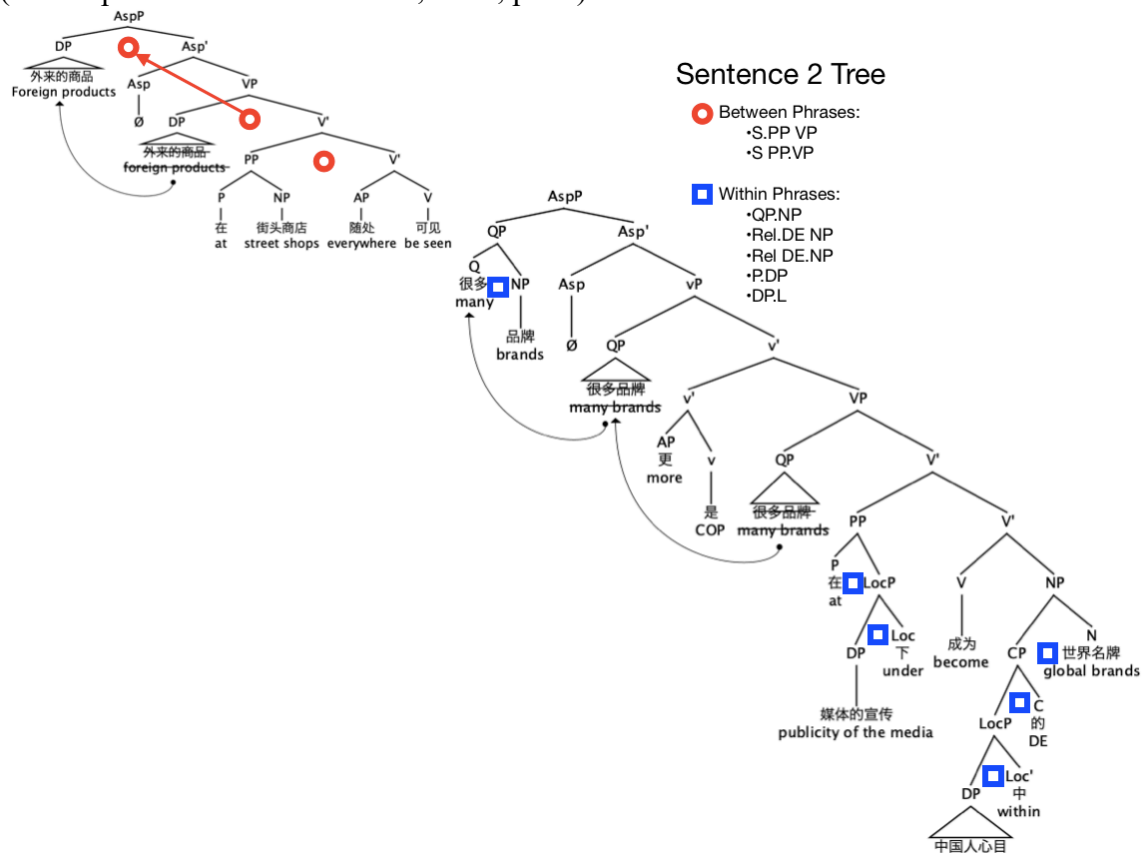 AspP
DP
Asp'
外来的商品
Foreign products
Asp
VP
Ø
DP
V'
外来的商品
foreign products
PP
V'
P
NP
AP
V
在
街头商店
随处
可见
at
street shops
everywhere
be seen
Sentence 2 Tree
Between Phrases:
•S.PP VP
•S PP.VP
Within Phrases:
•QP.NP
•Rel.DE NP
•Rel DE.NP
•P.DP
•DP.L
AspP
QP
Asp'
Q
很多
many
NP
Asp
vP
品牌
brands
Ø
QP
v'
很多品牌
many brands
v'
VP
AP
更
more
v
QP
V'
是
COP
很多品牌
many brands
PP
V'
P
在
at
LocP
V
NP
DP
Loc
下
under
成为
become
CP
N
世界名牌
global brands
媒体的宣传
publicity of the media
LocP
C
的
DE
DP
Loc'
中
within
中国人心目